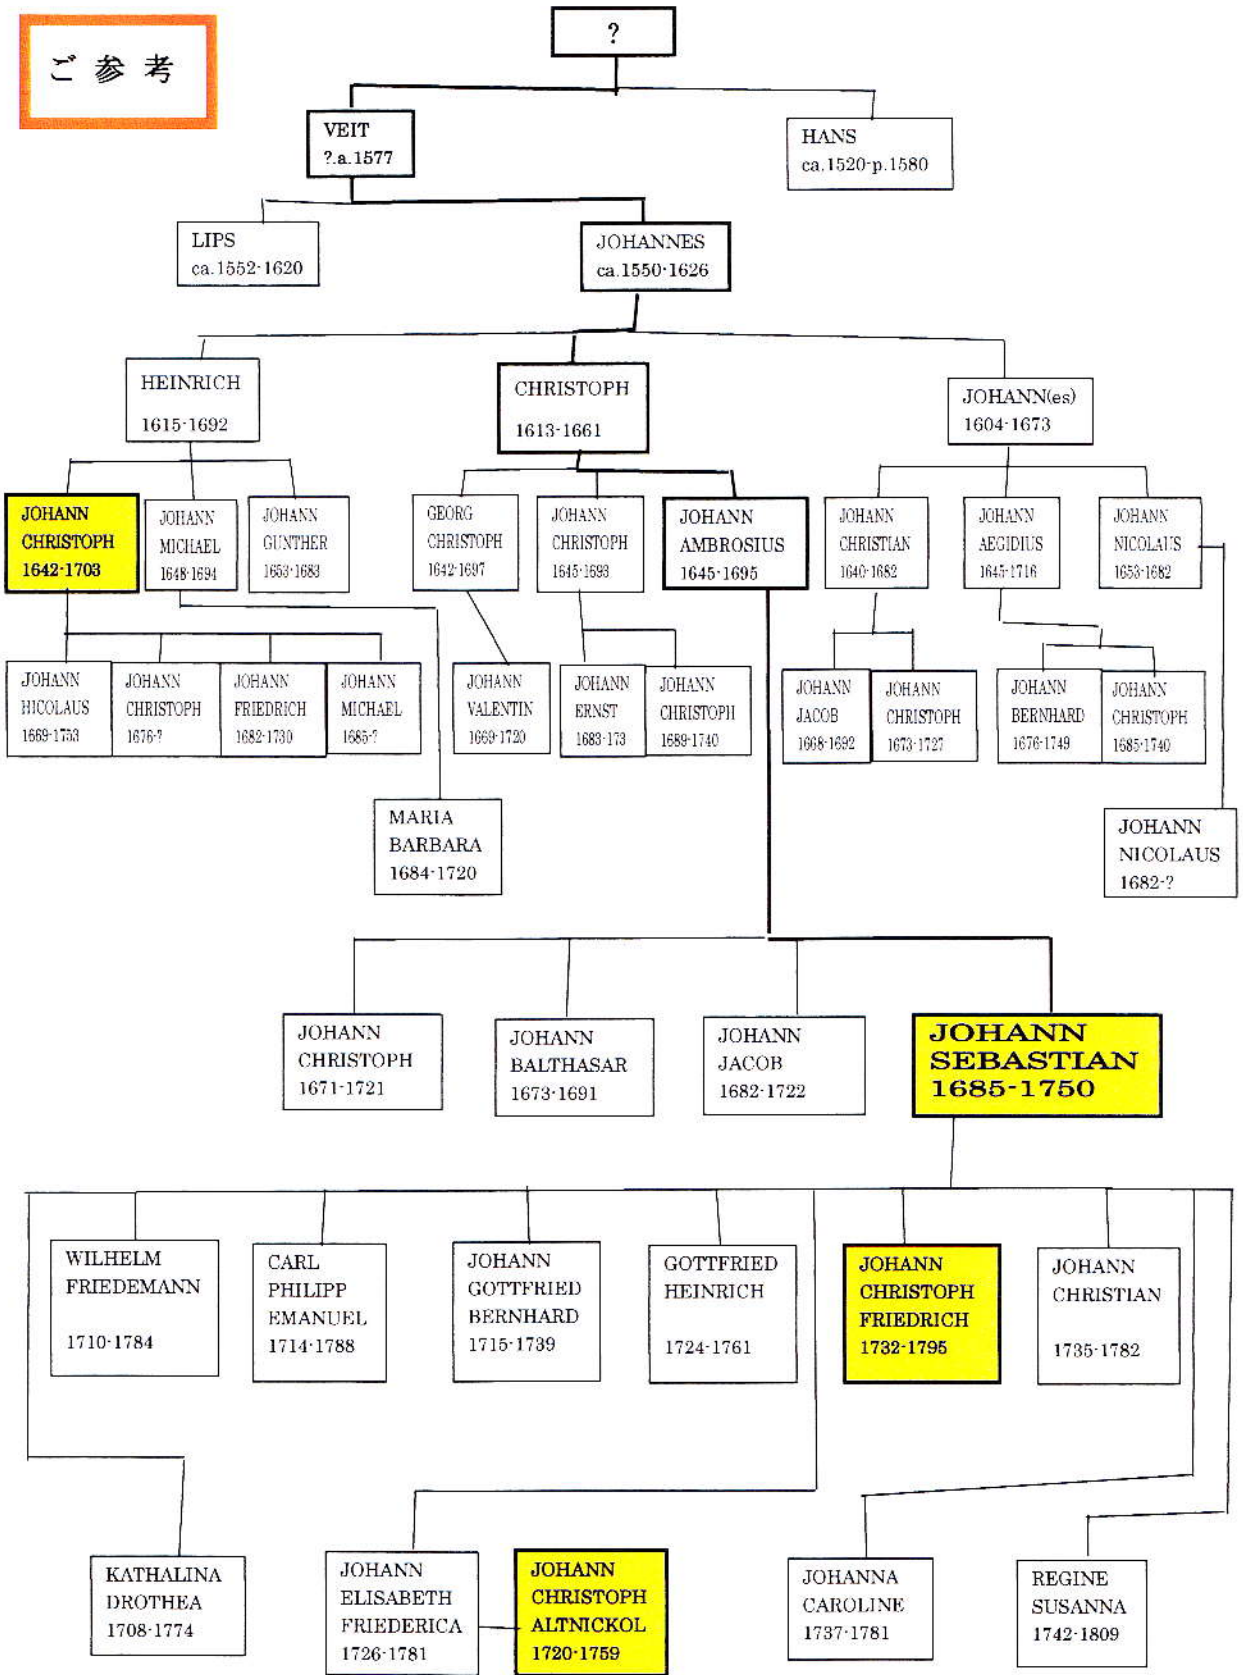 ご 参 考
?
VEIT
?.a.1577
HANS
ca.1520-p.1580
LIPS
ca.1552-1620
JOHANNES
ca.1550-1626
HEINRICH
1615-1692
CHRISTOPH
1613-1661
JOHANN(es)
1604-1673
JOHANN
CHRISTOPH
1642-1703
JOHANN
MICHAEL
1648-1694
JOHANN
GUNTHER
1653-1683
GEORG
CHRISTOPH
1642-1697
JOHANN
CHRISTOPH
1645-1693
JOHANN
AMBROSIUS
1645-1695
JOHANN
CHRISTIAN
1640-1682
JOHANN
AEGIDIUS
1645-1716
JOHANN
NICOLAUS
1653-1682
JOHANN
NICOLAUS
1669-1753
JOHANN
CHRISTOPH
1676-?
JOHANN
FRIEDRICH
1682-1730
JOHANN
MICHAEL
1685-?
JOHANN
VALENTIN
1669-1720
JOHANN
ERNST
1683-173
JOHANN
CHRISTOPH
1689-1740
JOHANN
JACOB
1668-1692
JOHANN
CHRISTOPH
1673-1727
JOHANN
BERNHARD
1676-1749
JOHANN
CHRISTOPH
1685-1740
MARIA
BARBARA
1684-1720
JOHANN
NICOLAUS
1682-?
JOHANN
CHRISTOPH
1671-1721
JOHANN
BALTHASAR
1673-1691
JOHANN
JACOB
1682-1722
JOHANN
SEBASTIAN
1685-1750
WILHELM
FRIEDEMANN
1710-1784
CARL
PHILIPP
EMANUEL
1714-1788
JOHANN
GOTTFRIED
BERNHARD
1715-1739
GOTTFRIED
HEINRICH
1724-1761
JOHANN
CHRISTOPH
FRIEDRICH
1732-1795
JOHANN
CHRISTIAN
1735-1782
KATHALINA
DROTHEA
1708-1774
JOHANN
ELISABETH
FRIEDERICA
1726-1781
JOHANN
CHRISTOPH
ALTNICKOL
1720-1759
JOHANNA
CAROLINE
1737-1781
REGINE
SUSANNA
1742-1809